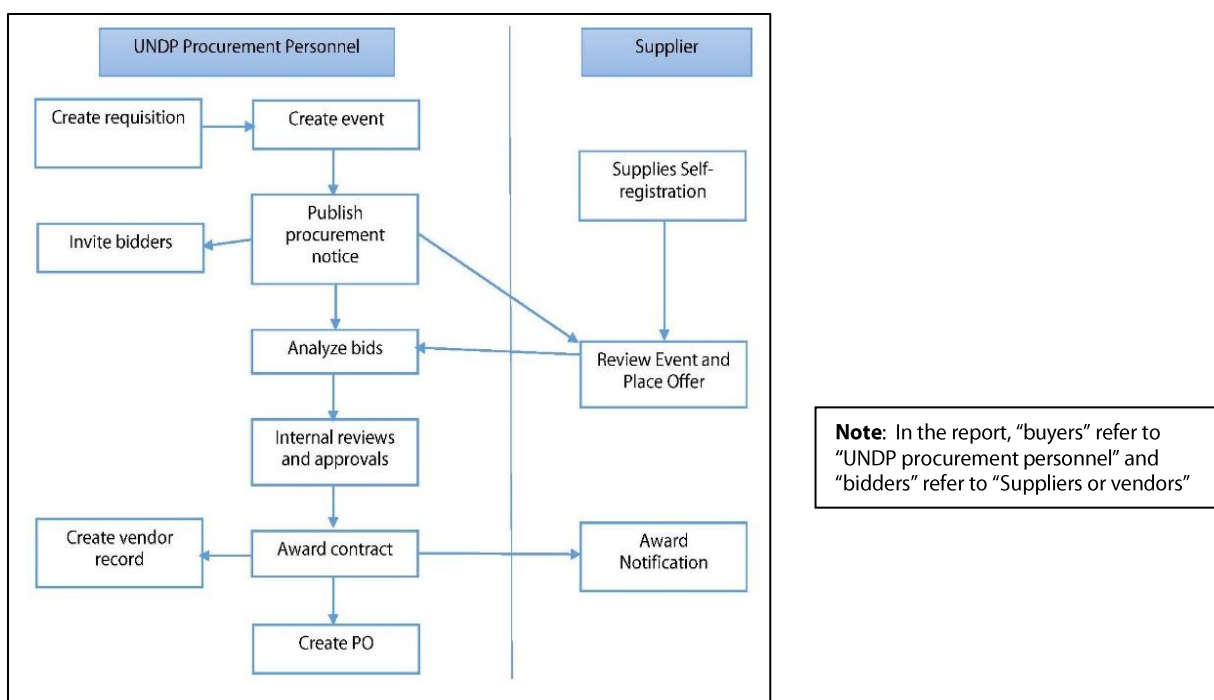 UNDP Procurement Personnel
Supplier
Create requisition
Create event
Supplies Self-
registration
Publish
procurement
notice
Invite bidders
Analyze bids
Review Event and
Place Offer
Internal reviews
and approvals
Create vendor
record
Award contract
Award
Notification
Create PO
Note: In the report, “buyers” refer to
“UNDP procurement personnel” and
“bidders” refer to “Suppliers or vendors”